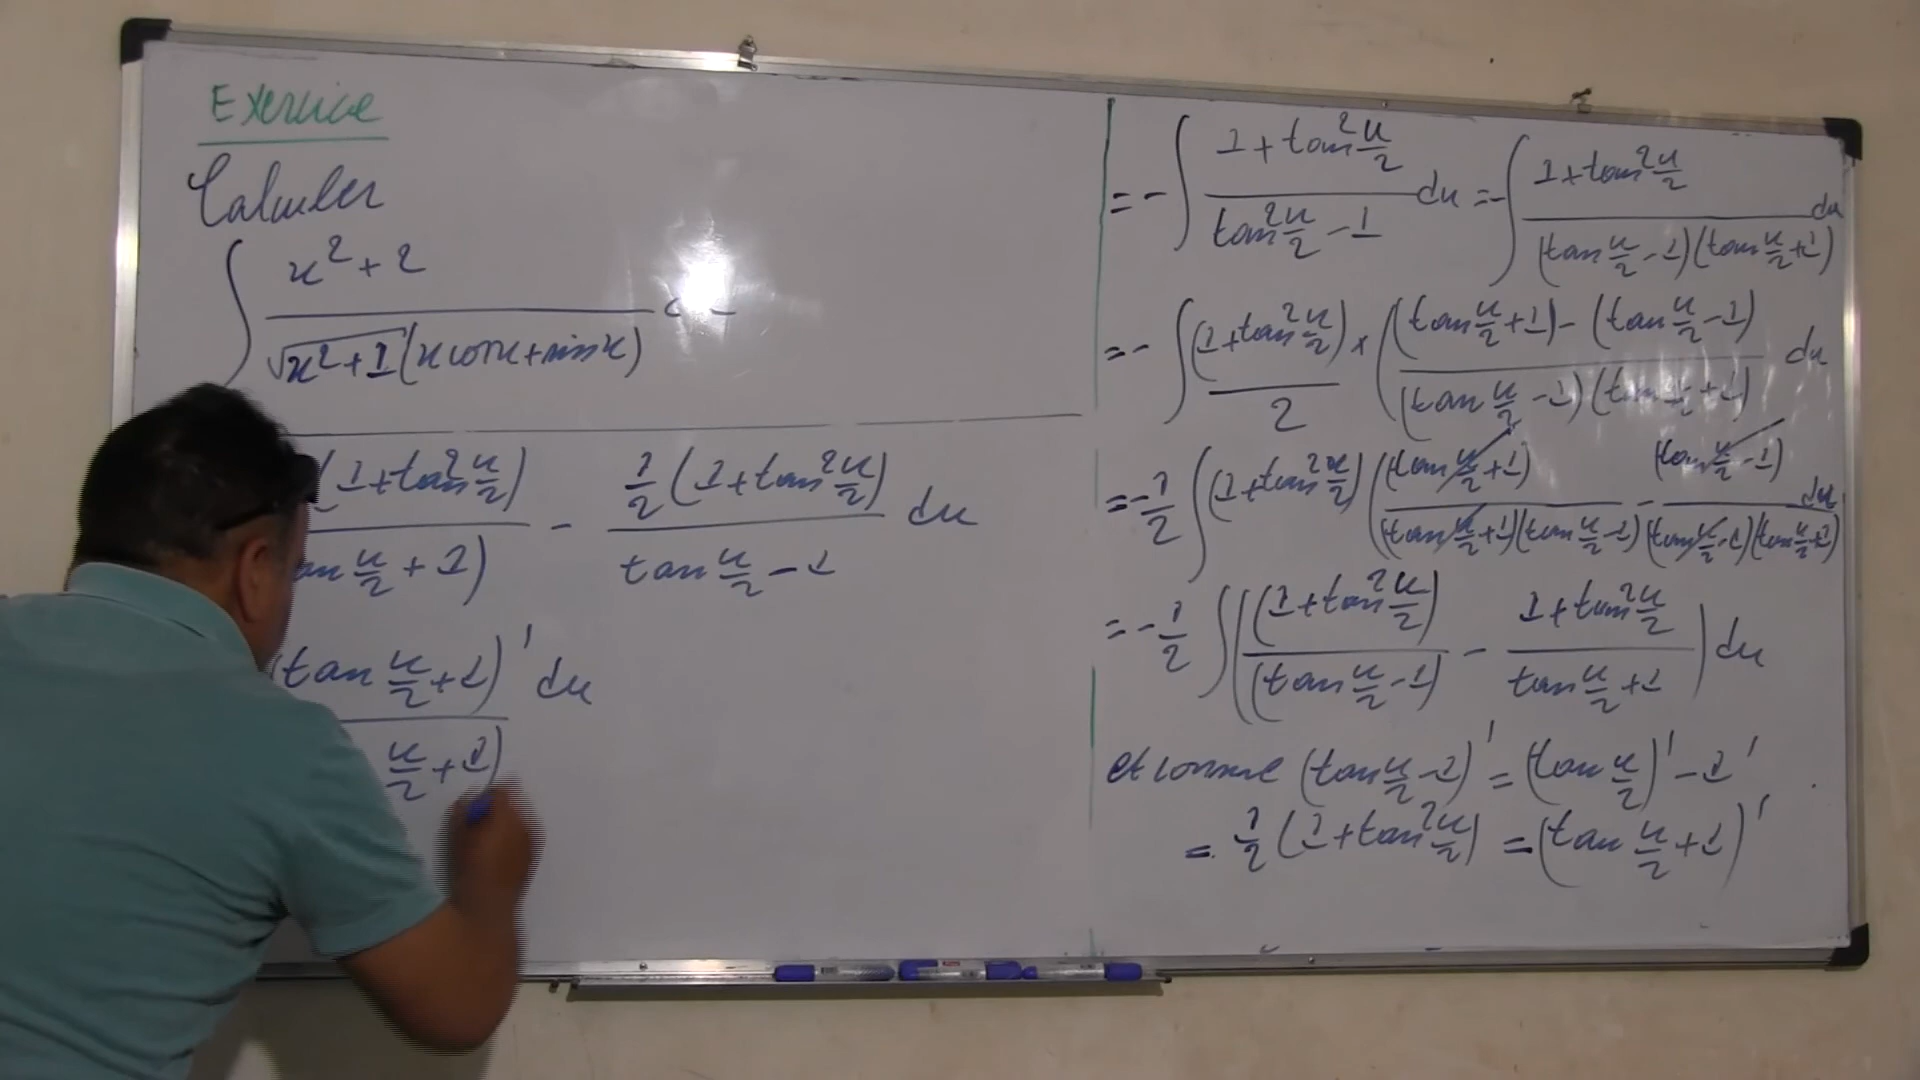 Exercice
Calculer
∫ (x² + 2) / (√(x²+1) (x cos x + sin x))
(1 + tan² u/2) / (tan u/2 + 1) - 1/2 (1 + tan² u/2) / (tan u/2 - 1) du
(tan u/2 + 1)' du / (u/2 + 1)
= - ∫ (1 + tan² u/2) / (tan² u/2 - 1) du = - ∫ (1 + tan² u/2) / ((tan u/2 - 1)(tan u/2 + 1)) du
= - ∫ (1 + tan² u/2) / 2 × ( ((tan u/2 + 1) - (tan u/2 - 1)) / ((tan u/2 - 1)(tan u/2 + 1)) du
= - 1/2 ∫ (1 + tan² u/2) ( (tan u/2 + 1) / ((tan u/2 + 1)(tan u/2 - 1)) - (tan u/2 - 1) / ((tan u/2 - 1)(tan u/2 + 1)) du
= - 1/2 ∫ ( (1 + tan² u/2) / (tan u/2 - 1) - (1 + tan² u/2) / (tan u/2 + 1) ) du
et comme (tan u/2 - 1)' = (tan u/2)' - 1'
= 1/2 (1 + tan² u/2) = (tan u/2 + 1)'